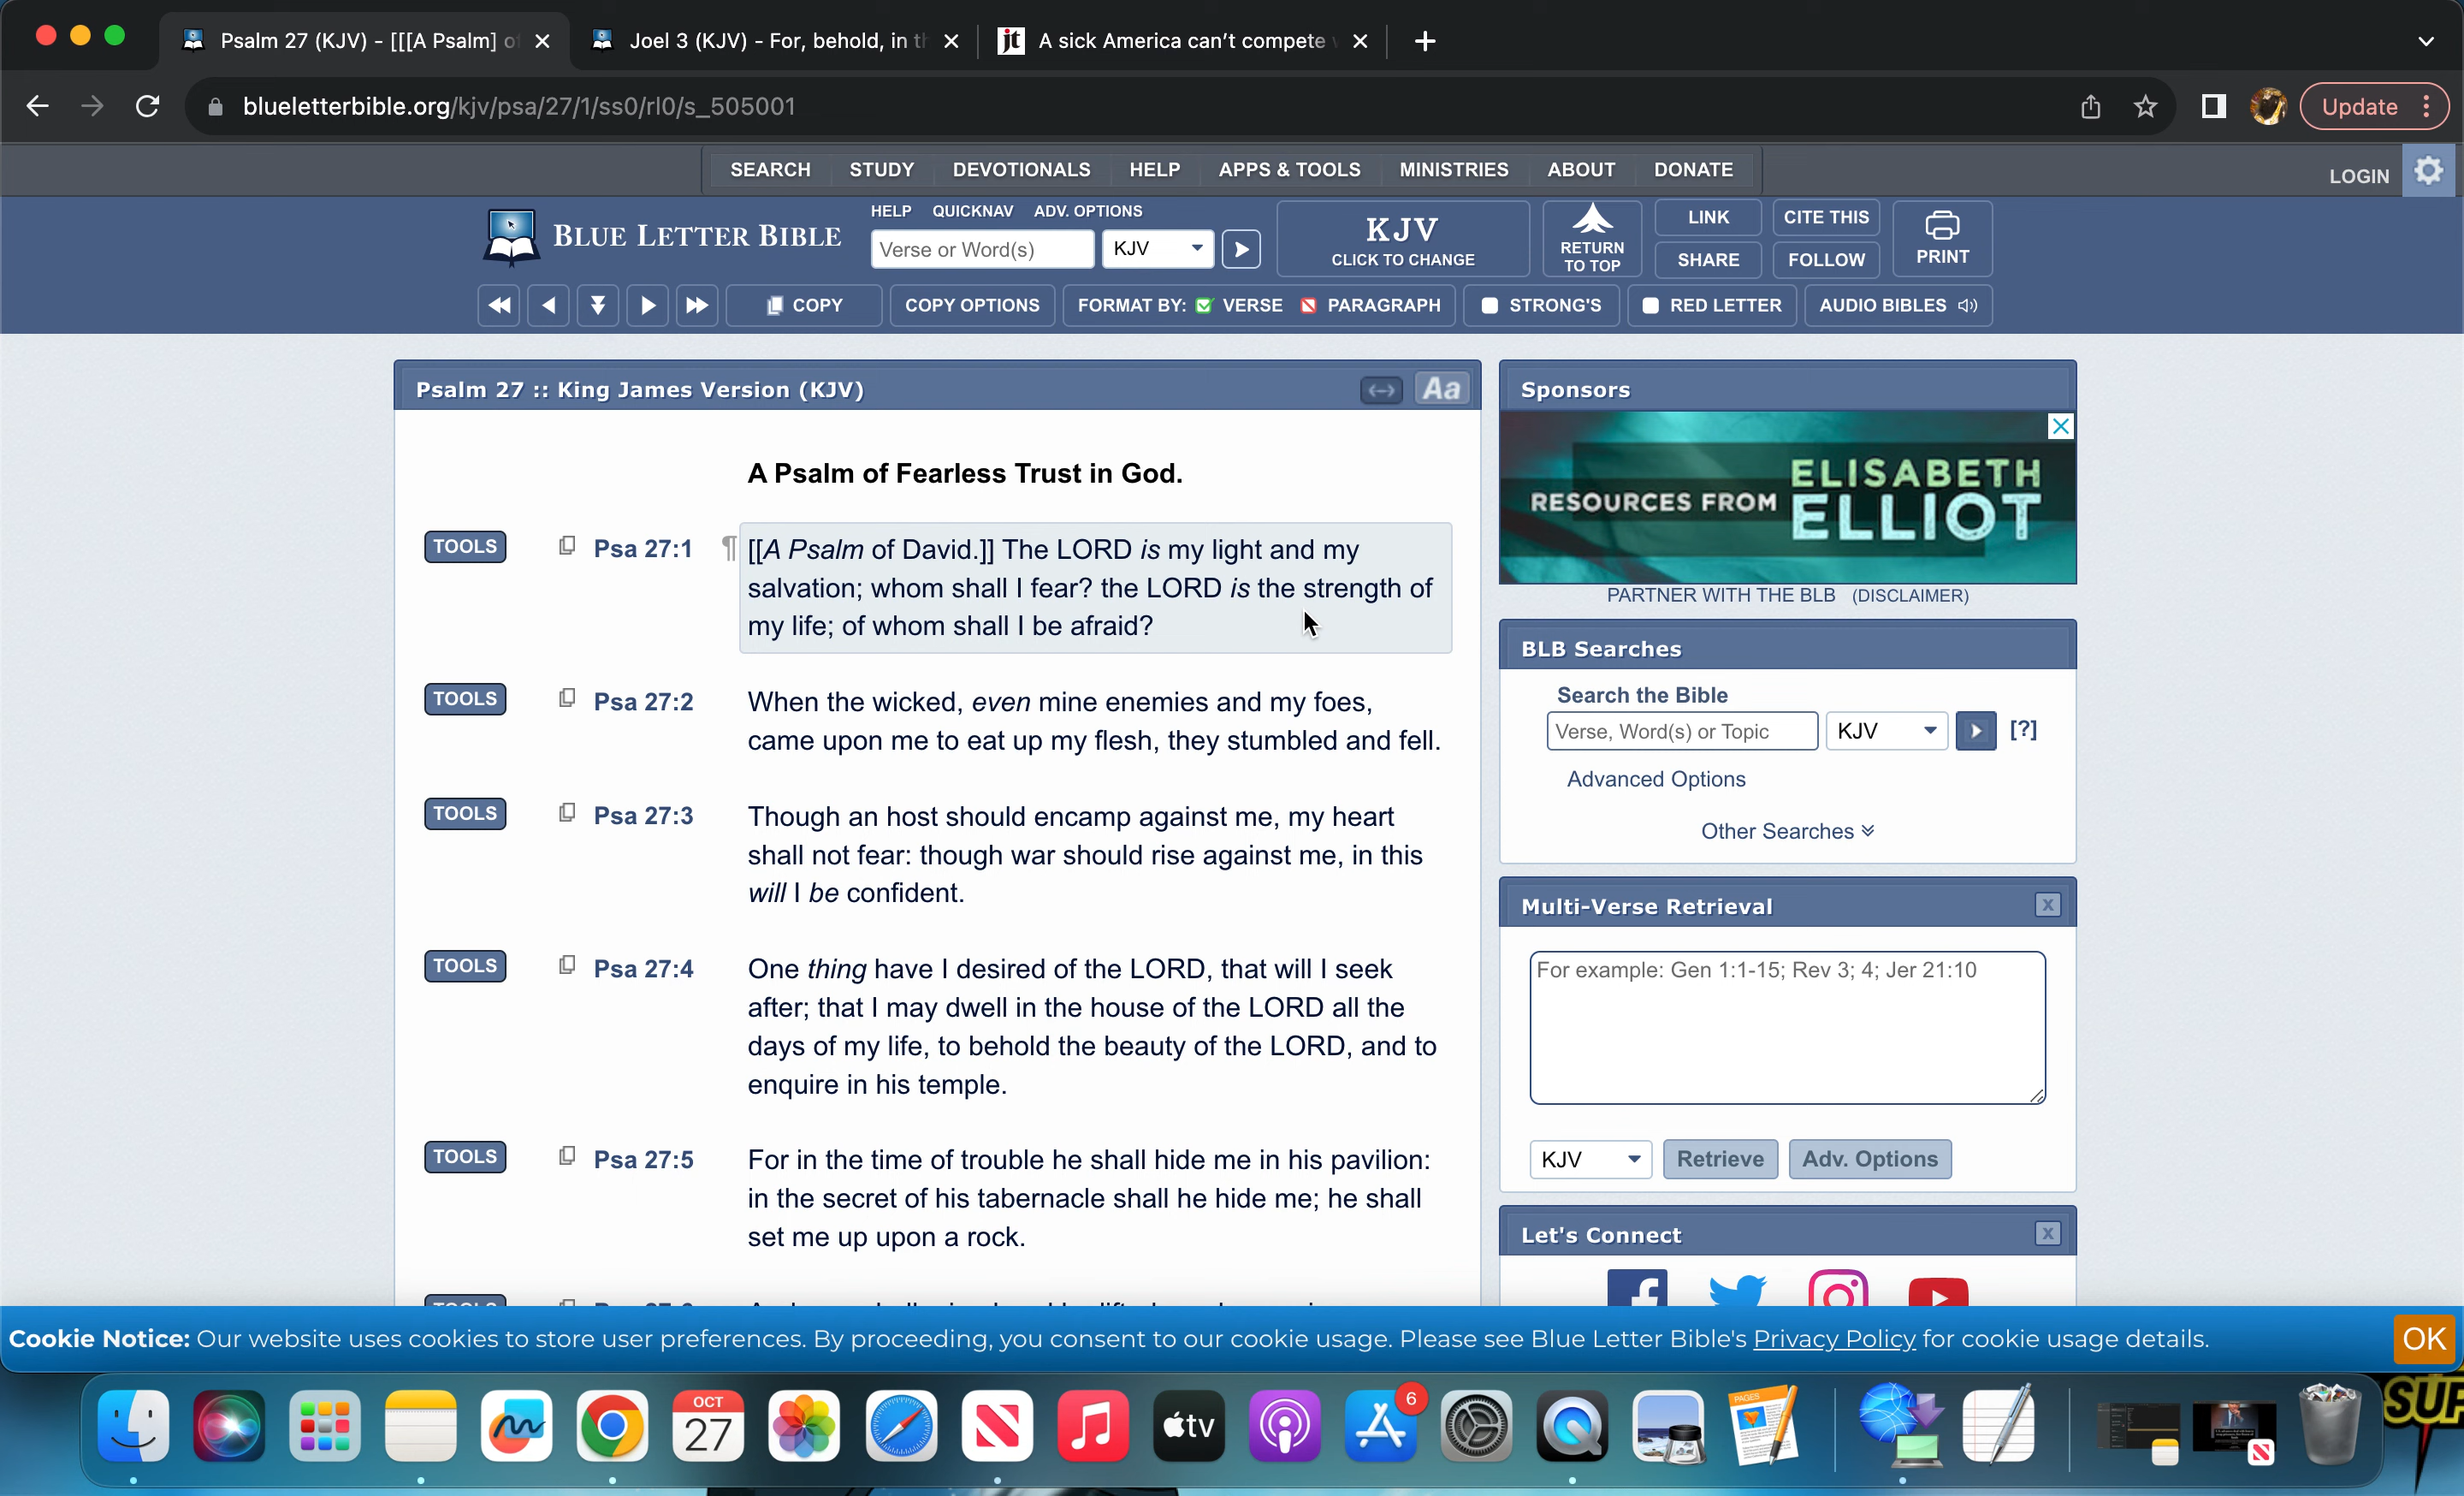 Psalm 27 (KJV) - [[[A Psalm] o
Joel 3 (KJV) - For, behold, in th
jt A sick America can't compete
blueletterbible.org/kjv/psa/27/1/ss0/rl0/s_505001
Update
SEARCH STUDY DEVOTIONALS HELP APPS & TOOLS MINISTRIES ABOUT DONATE
LOGIN
HELP QUICKNAV ADV. OPTIONS
BLUE LETTER BIBLE
Verse or Word(s) KJV
KJV
CLICK TO CHANGE
RETURN
TO TOP
LINK CITE THIS
SHARE FOLLOW
PRINT
COPY COPY OPTIONS FORMAT BY: VERSE PARAGRAPH STRONG'S RED LETTER AUDIO BIBLES
Psalm 27 :: King James Version (KJV) Aa
A Psalm of Fearless Trust in God.
TOOLS Psa 27:1 ¶ [[A Psalm of David.]] The LORD is my light and my
salvation; whom shall I fear? the LORD is the strength of
my life; of whom shall I be afraid?
TOOLS Psa 27:2 When the wicked, even mine enemies and my foes,
came upon me to eat up my flesh, they stumbled and fell.
TOOLS Psa 27:3 Though an host should encamp against me, my heart
shall not fear: though war should rise against me, in this
will I be confident.
TOOLS Psa 27:4 One thing have I desired of the LORD, that will I seek
after; that I may dwell in the house of the LORD all the
days of my life, to behold the beauty of the LORD, and to
enquire in his temple.
TOOLS Psa 27:5 For in the time of trouble he shall hide me in his pavilion:
in the secret of his tabernacle shall he hide me; he shall
set me up upon a rock.
Sponsors
RESOURCES FROM ELISABETH
ELLIOT
PARTNER WITH THE BLB (DISCLAIMER)
BLB Searches
Search the Bible
Verse, Word(s) or Topic KJV [?]
Advanced Options
Other Searches
Multi-Verse Retrieval x
For example: Gen 1:1-15; Rev 3; 4; Jer 21:10
KJV Retrieve Adv. Options
Let's Connect x
Cookie Notice: Our website uses cookies to store user preferences. By proceeding, you consent to our cookie usage. Please see Blue Letter Bible's Privacy Policy for cookie usage details. OK
OCT
27
tv
6
PAGES
SUP